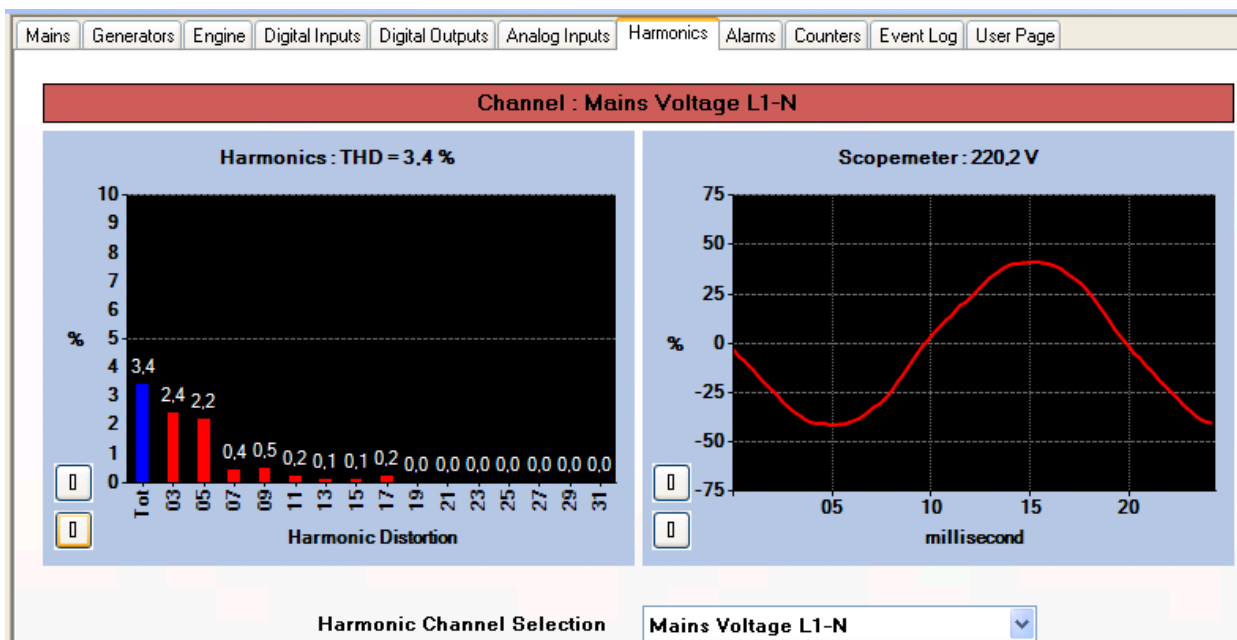 Mains Generators Engine Digital Inputs Digital Outputs Analog Inputs Harmonics Alarms Counters Event Log User Page
Channel : Mains Voltage L1-N
Harmonics : THD = 3,4 %
10
9
8
7
6
5
4
3
2
1
0
%
3,4 2,4 2,2 0,4 0,5 0,2 0,1 0,1 0,2 0,0 0,0 0,0 0,0 0,0 0,0 0,0
Tot 03 05 07 09 11 13 15 17 19 21 23 25 27 29 31
Harmonic Distortion
Scopemeter : 220,2 V
75
50
25
0
-25
-50
-75
%
05 10 15 20
millisecond
Harmonic Channel Selection Mains Voltage L1-N